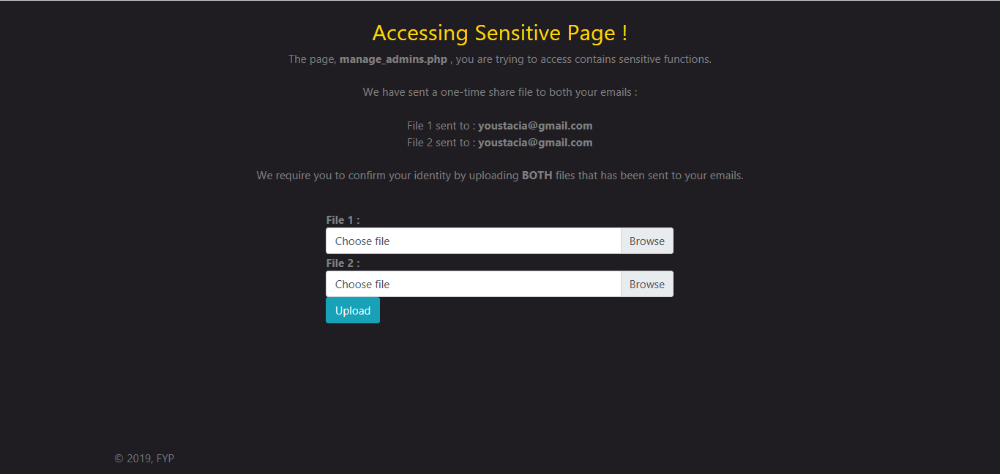 Accessing Sensitive Page !
The page, manage_admins.php , you are trying to access contains sensitive functions.
We have sent a one-time share file to both your emails :
File 1 sent to : youstacia@gmail.com
File 2 sent to : youstacia@gmail.com
We require you to confirm your identity by uploading BOTH files that has been sent to your emails.
File 1 :
Choose file Browse
File 2 :
Choose file Browse
Upload
© 2019, FYP